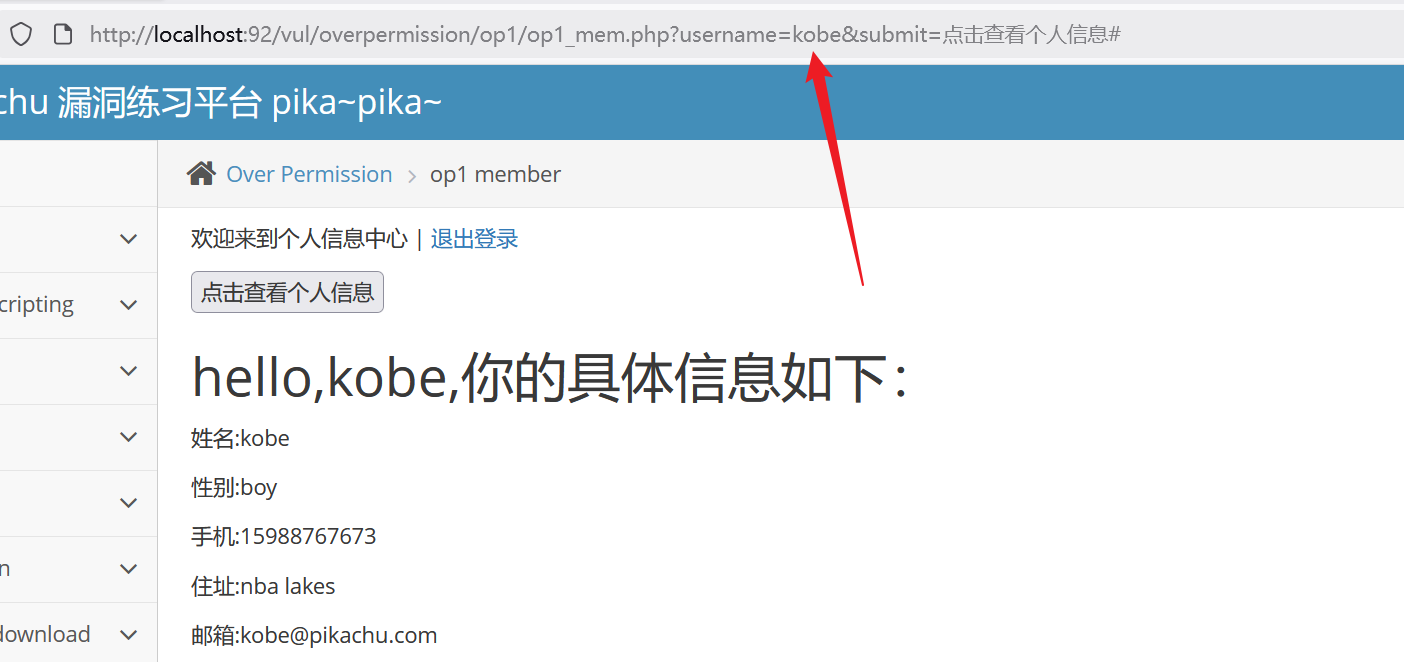 http://localhost:92/vul/overpermission/op1/op1_mem.php?username=kobe&submit=点击查看个人信息#
chu 漏洞练习平台 pika~pika~
Over Permission > op1 member
欢迎来到个人信息中心 | 退出登录
点击查看个人信息
cripting
hello,kobe,你的具体信息如下：
姓名:kobe
性别:boy
手机:15988767673
n
住址:nba lakes
download
邮箱:kobe@pikachu.com